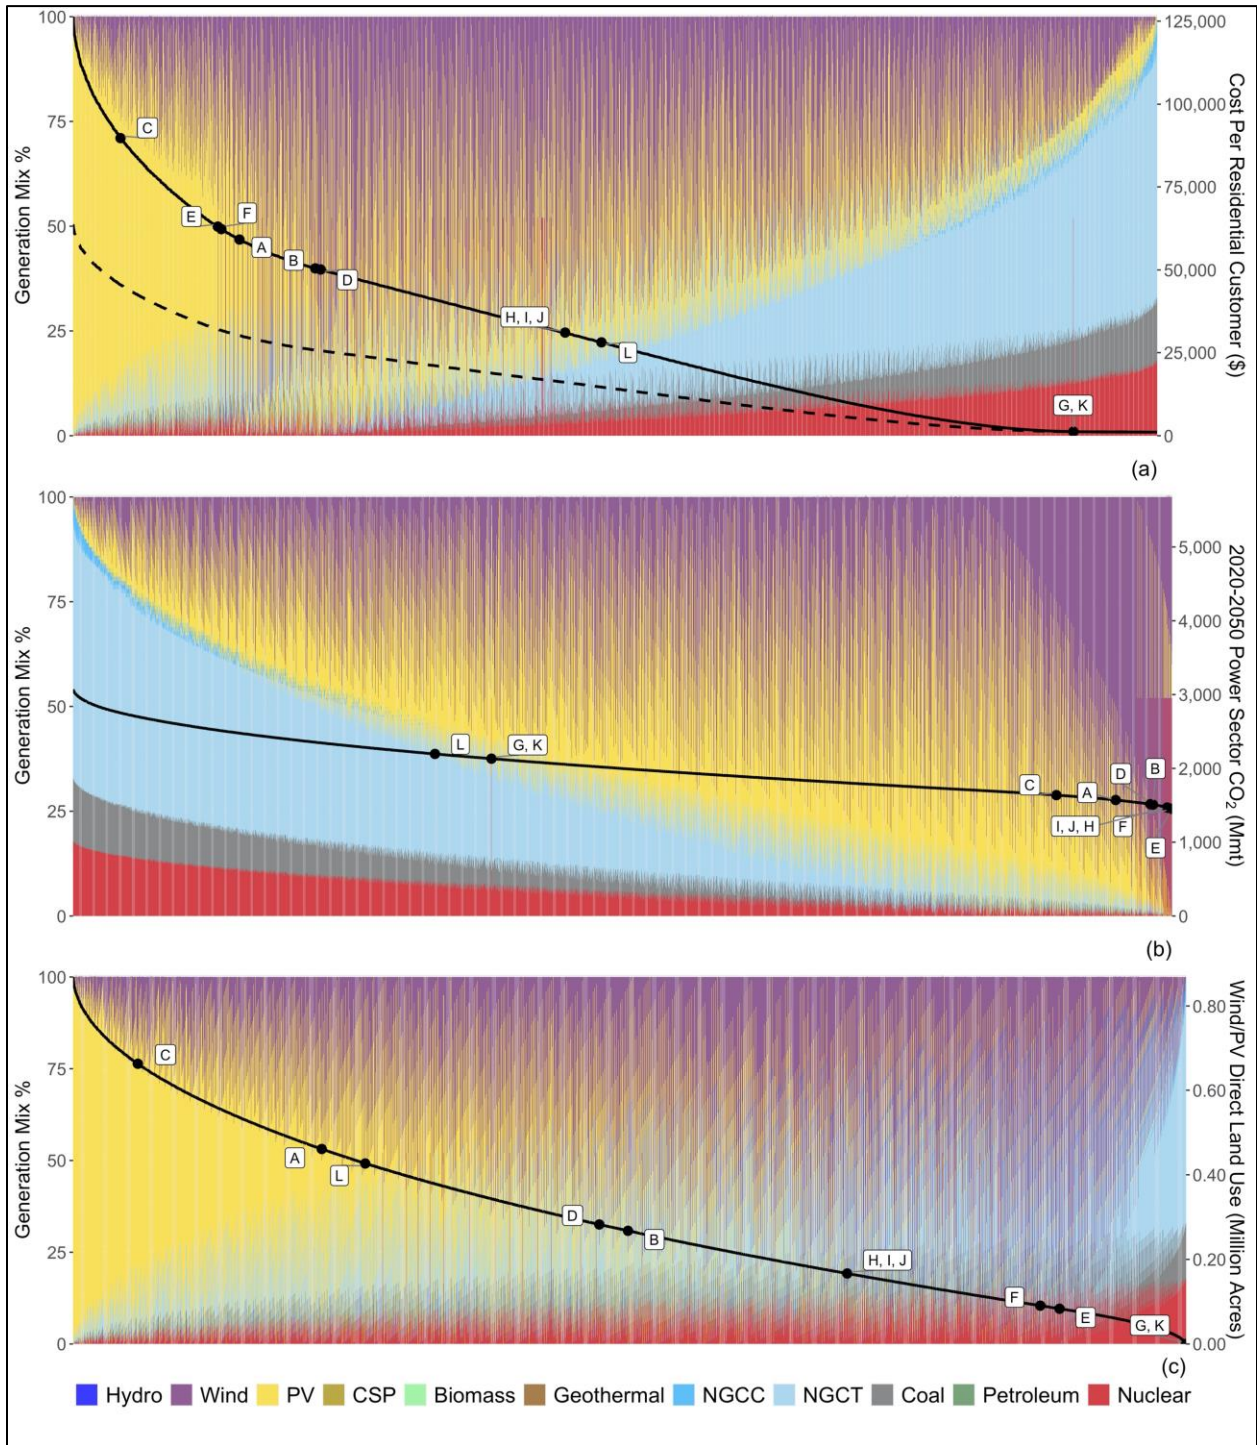 100
75
50
25
0
Generation Mix %
C
E
F
A
B
D
H, I, J
L
G, K
125,000
100,000
75,000
50,000
25,000
0
Cost Per Residential Customer ($)
(a)
100
75
50
25
0
Generation Mix %
L
G, K
C
A
D
B
I, J, H
F
E
5,000
4,000
3,000
2,000
1,000
0
2020-2050 Power Sector CO₂ (Mmt)
(b)
100
75
50
25
0
Generation Mix %
C
A
L
D
B
H, I, J
F
E
G, K
0.80
0.60
0.40
0.20
0.00
Wind/PV Direct Land Use (Million Acres)
(c)
Hydro Wind PV CSP Biomass Geothermal NGCC NGCT Coal Petroleum Nuclear